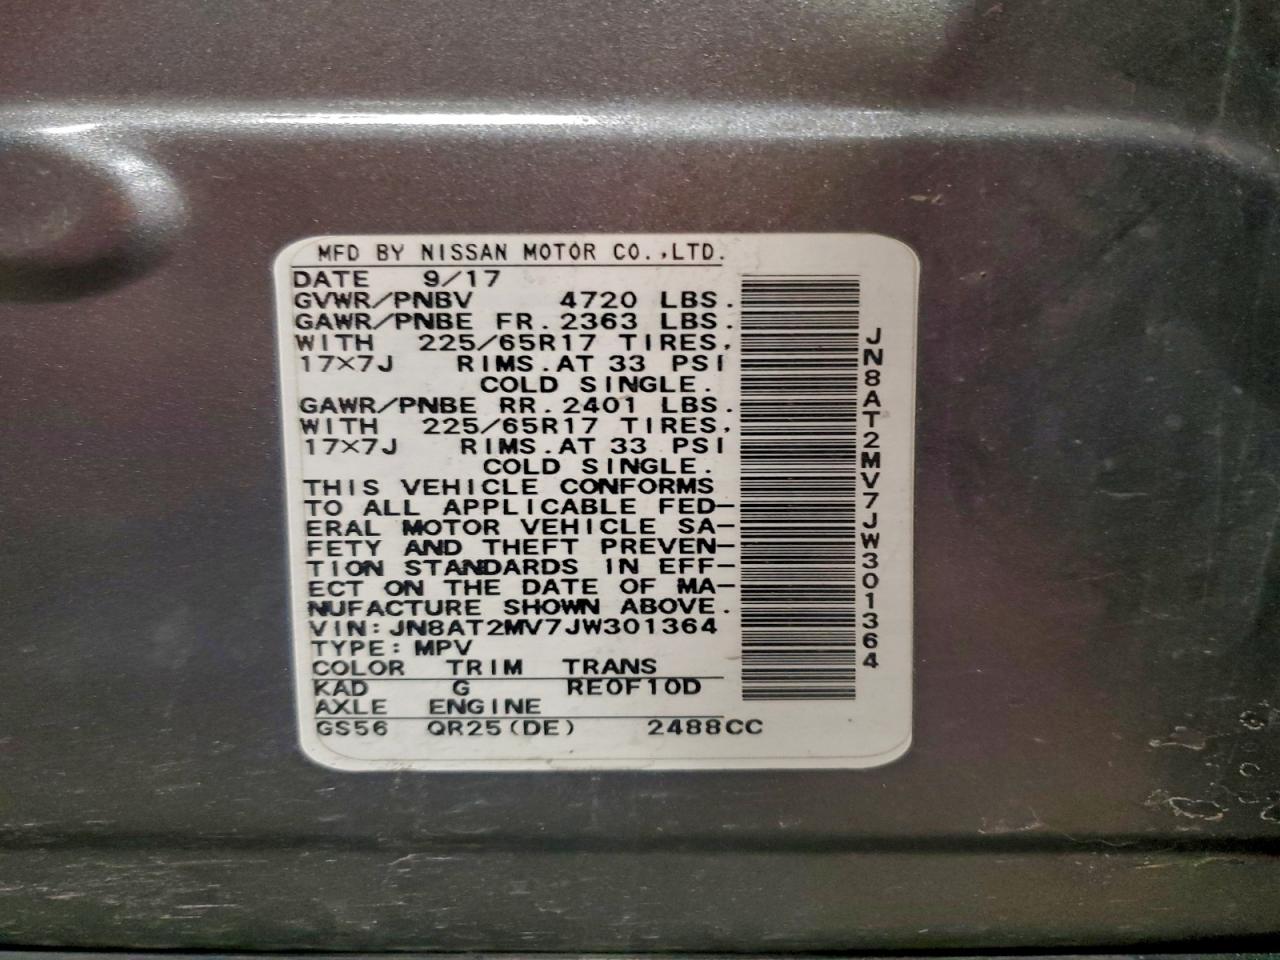 MFD BY NISSAN MOTOR CO.,LTD.
DATE 9/17
GVWR/PNBV 4720 LBS.
GAWR/PNBE FR. 2363 LBS.
WITH 225/65R17 TIRES.
17×7J RIMS.AT 33 PSI
COLD SINGLE.
GAWR/PNBE RR. 2401 LBS.
WITH 225/65R17 TIRES.
17×7J RIMS.AT 33 PSI
COLD SINGLE.
THIS VEHICLE CONFORMS
TO ALL APPLICABLE FED-
ERAL MOTOR VEHICLE SA-
FETY AND THEFT PREVEN-
TION STANDARDS IN EFF-
ECT ON THE DATE OF MA-
NUFACTURE SHOWN ABOVE.
VIN: JN8AT2MV7JW301364
TYPE: MPV
COLOR TRIM TRANS
KAD G RE0F10D
AXLE ENGINE
GS56 QR25(DE) 2488CC
JN8AT2MV7JW301364